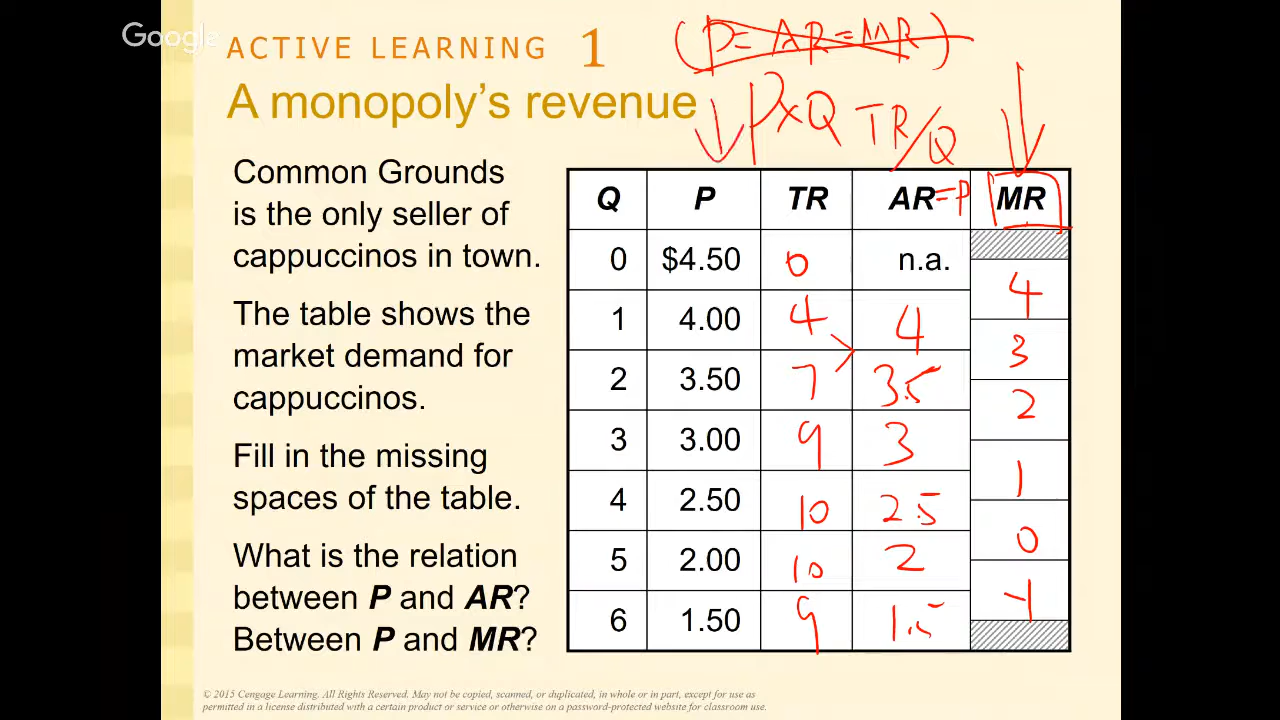 Google
(P=AR=MR)
ACTIVE LEARNING 1
A monopoly's revenue
P×Q TR/Q
Common Grounds
is the only seller of
cappuccinos in town.
The table shows the
market demand for
cappuccinos.
Fill in the missing
spaces of the table.
What is the relation
between P and AR?
Between P and MR?
Q P TR AR=P MR
0 $4.50 0 n.a.
4
1 4.00 4 4
3
2 3.50 7 3.5
2
3 3.00 9 3
1
4 2.50 10 2.5
0
5 2.00 10 2
-1
6 1.50 9 1.5
© 2015 Cengage Learning. All Rights Reserved. May not be copied, scanned, or duplicated, in whole or in part, except for use as
permitted in a license distributed with a certain product or service or otherwise on a password-protected website for classroom use.